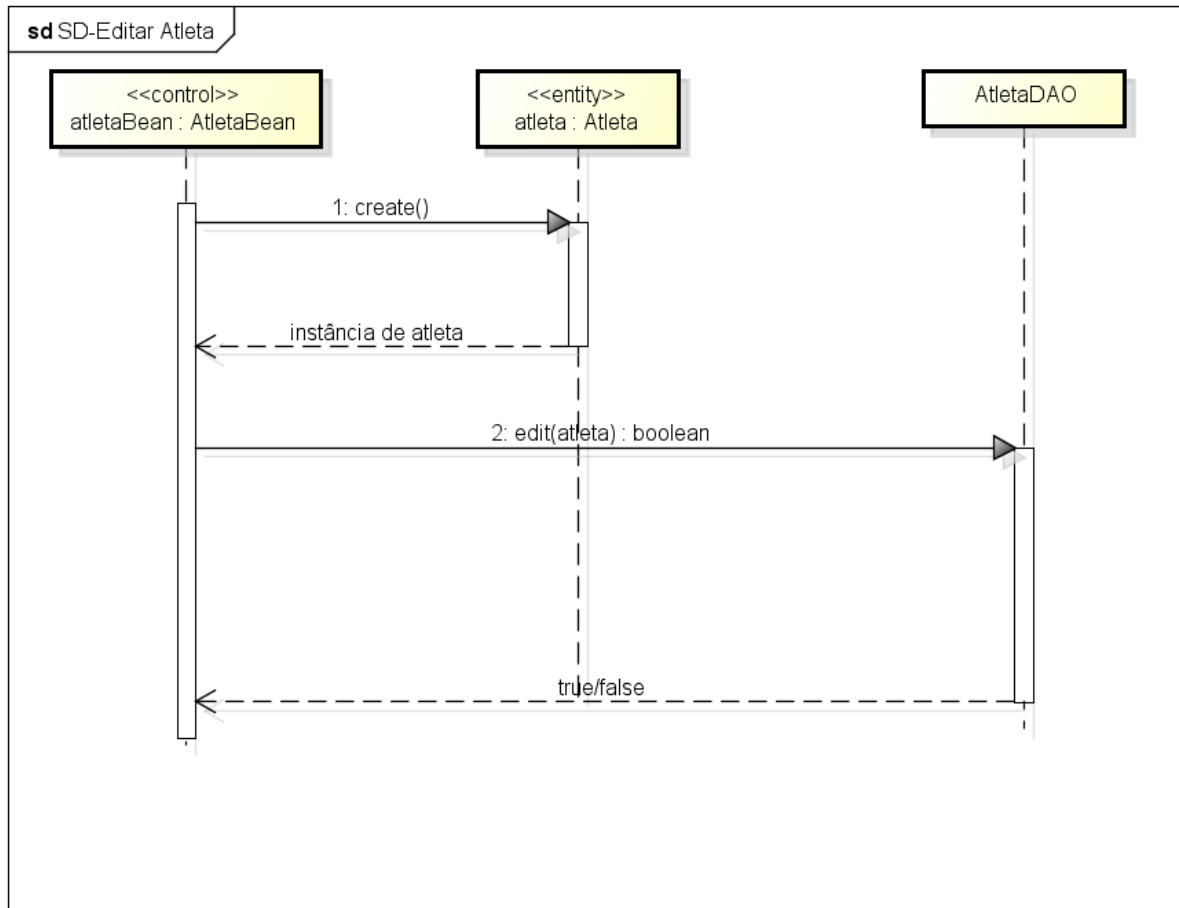 sd SD-Editar Atleta
<<control>>
atletaBean : AtletaBean
<<entity>>
atleta : Atleta
AtletaDAO
1: create()
instância de atleta
2: edit(atleta) : boolean
true/false